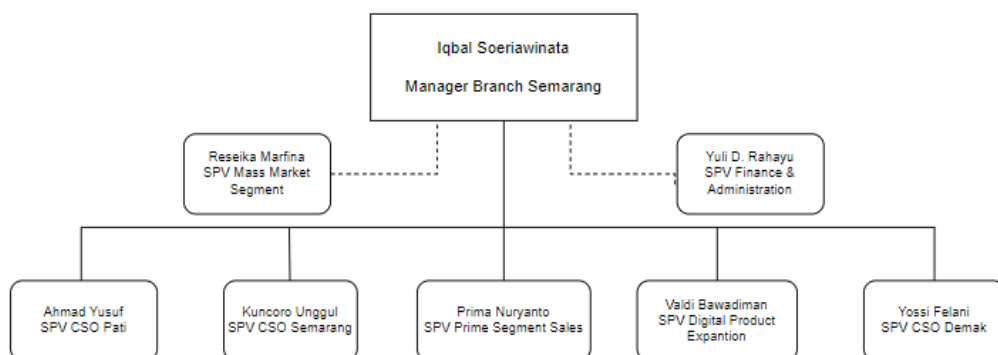 Iqbal Soeriawinata
Manager Branch Semarang
Reseika Marfina
SPV Mass Market
Segment
Yuli D. Rahayu
SPV Finance &
Administration
Ahmad Yusuf
SPV CSO Pati
Kuncoro Unggul
SPV CSO Semarang
Prima Nuryanto
SPV Prime Segment Sales
Valdi Bawadiman
SPV Digital Product
Expantion
Yossi Felani
SPV CSO Demak